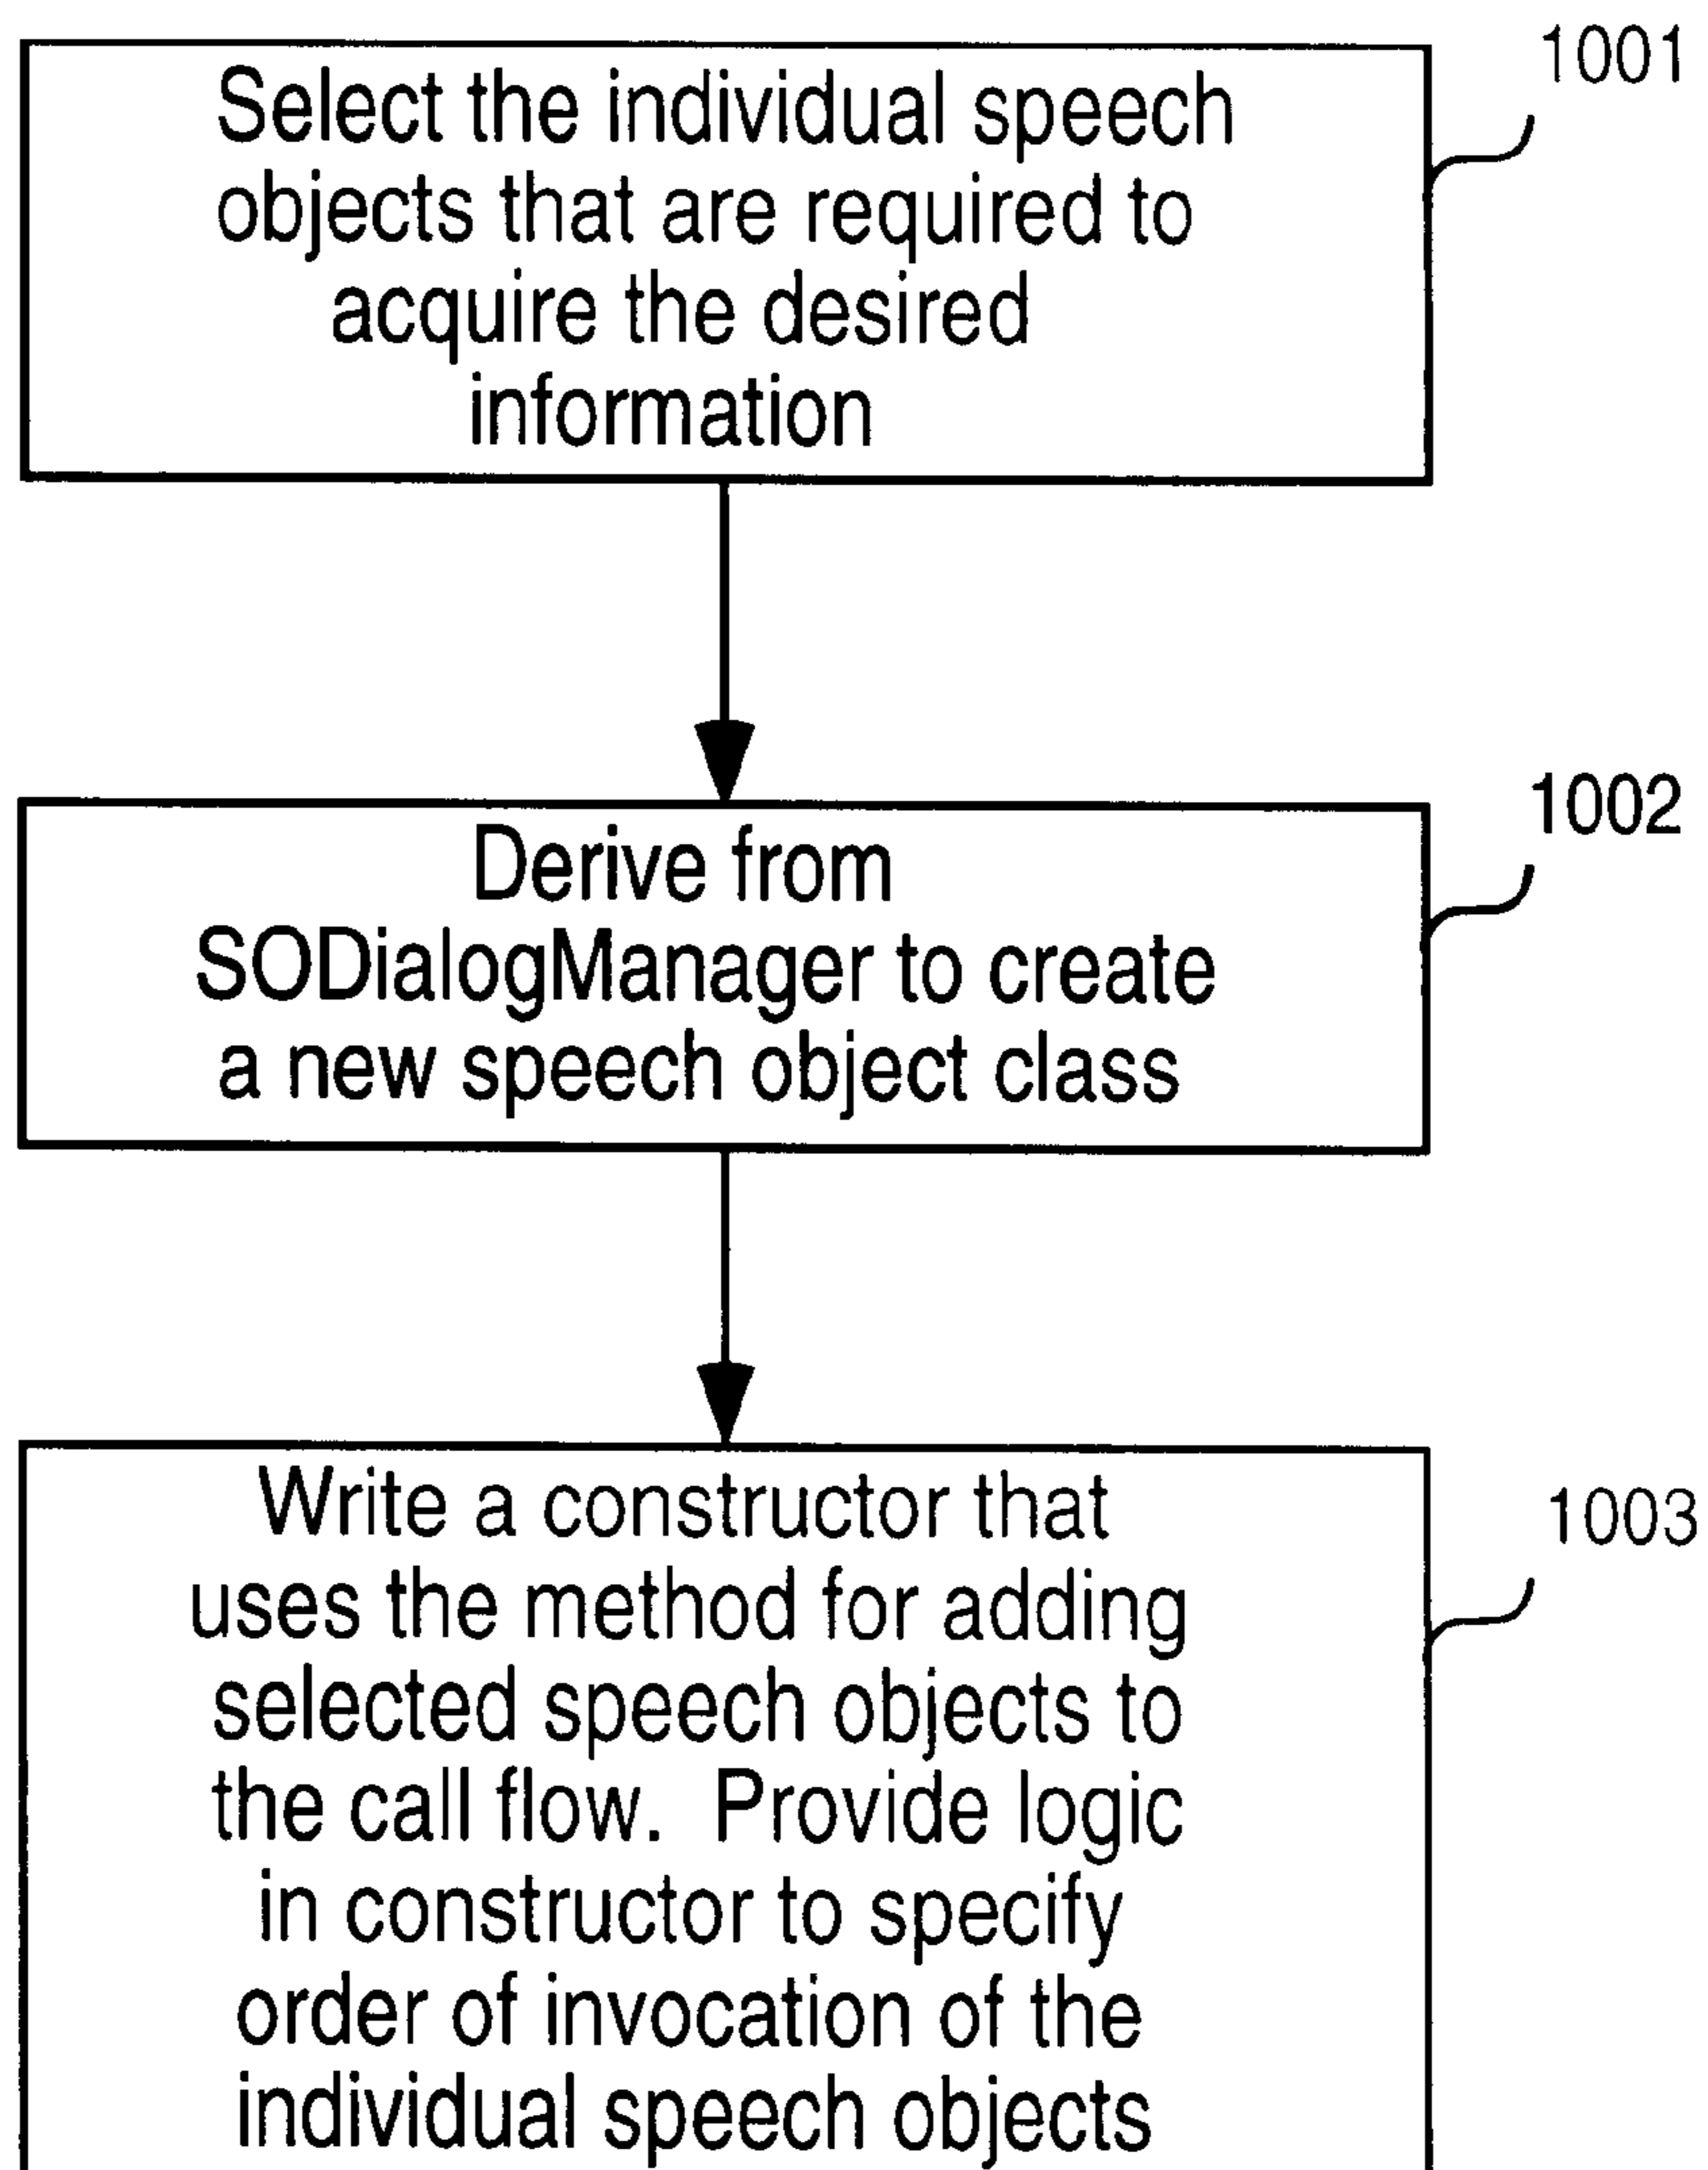 1001
Select the individual speech
objects that are required to
acquire the desired
information
1002
Derive from
SODialogManager to create
a new speech object class
1003
Write a constructor that
uses the method for adding
selected speech objects to
the call flow.  Provide logic
in constructor to specify
order of invocation of the
individual speech objects